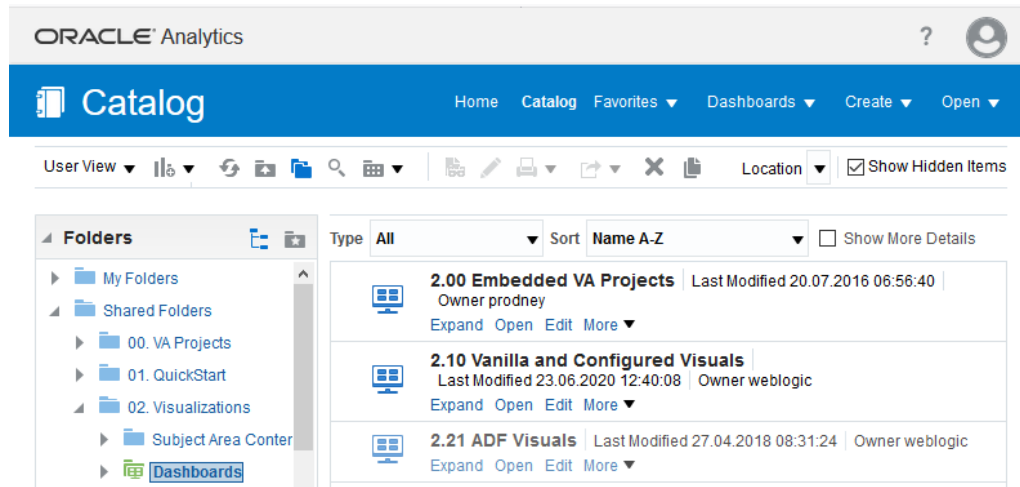 ORACLE® Analytics ?
Catalog Home Catalog Favorites Dashboards Create Open
User View Location Show Hidden Items
Folders Type All Sort Name A-Z Show More Details
My Folders
Shared Folders
00. VA Projects
01. QuickStart
02. Visualizations
Subject Area Conter
Dashboards
2.00 Embedded VA Projects Last Modified 20.07.2016 06:56:40
Owner prodney
Expand Open Edit More
2.10 Vanilla and Configured Visuals
Last Modified 23.06.2020 12:40:08 Owner weblogic
Expand Open Edit More
2.21 ADF Visuals Last Modified 27.04.2018 08:31:24 Owner weblogic
Expand Open Edit More